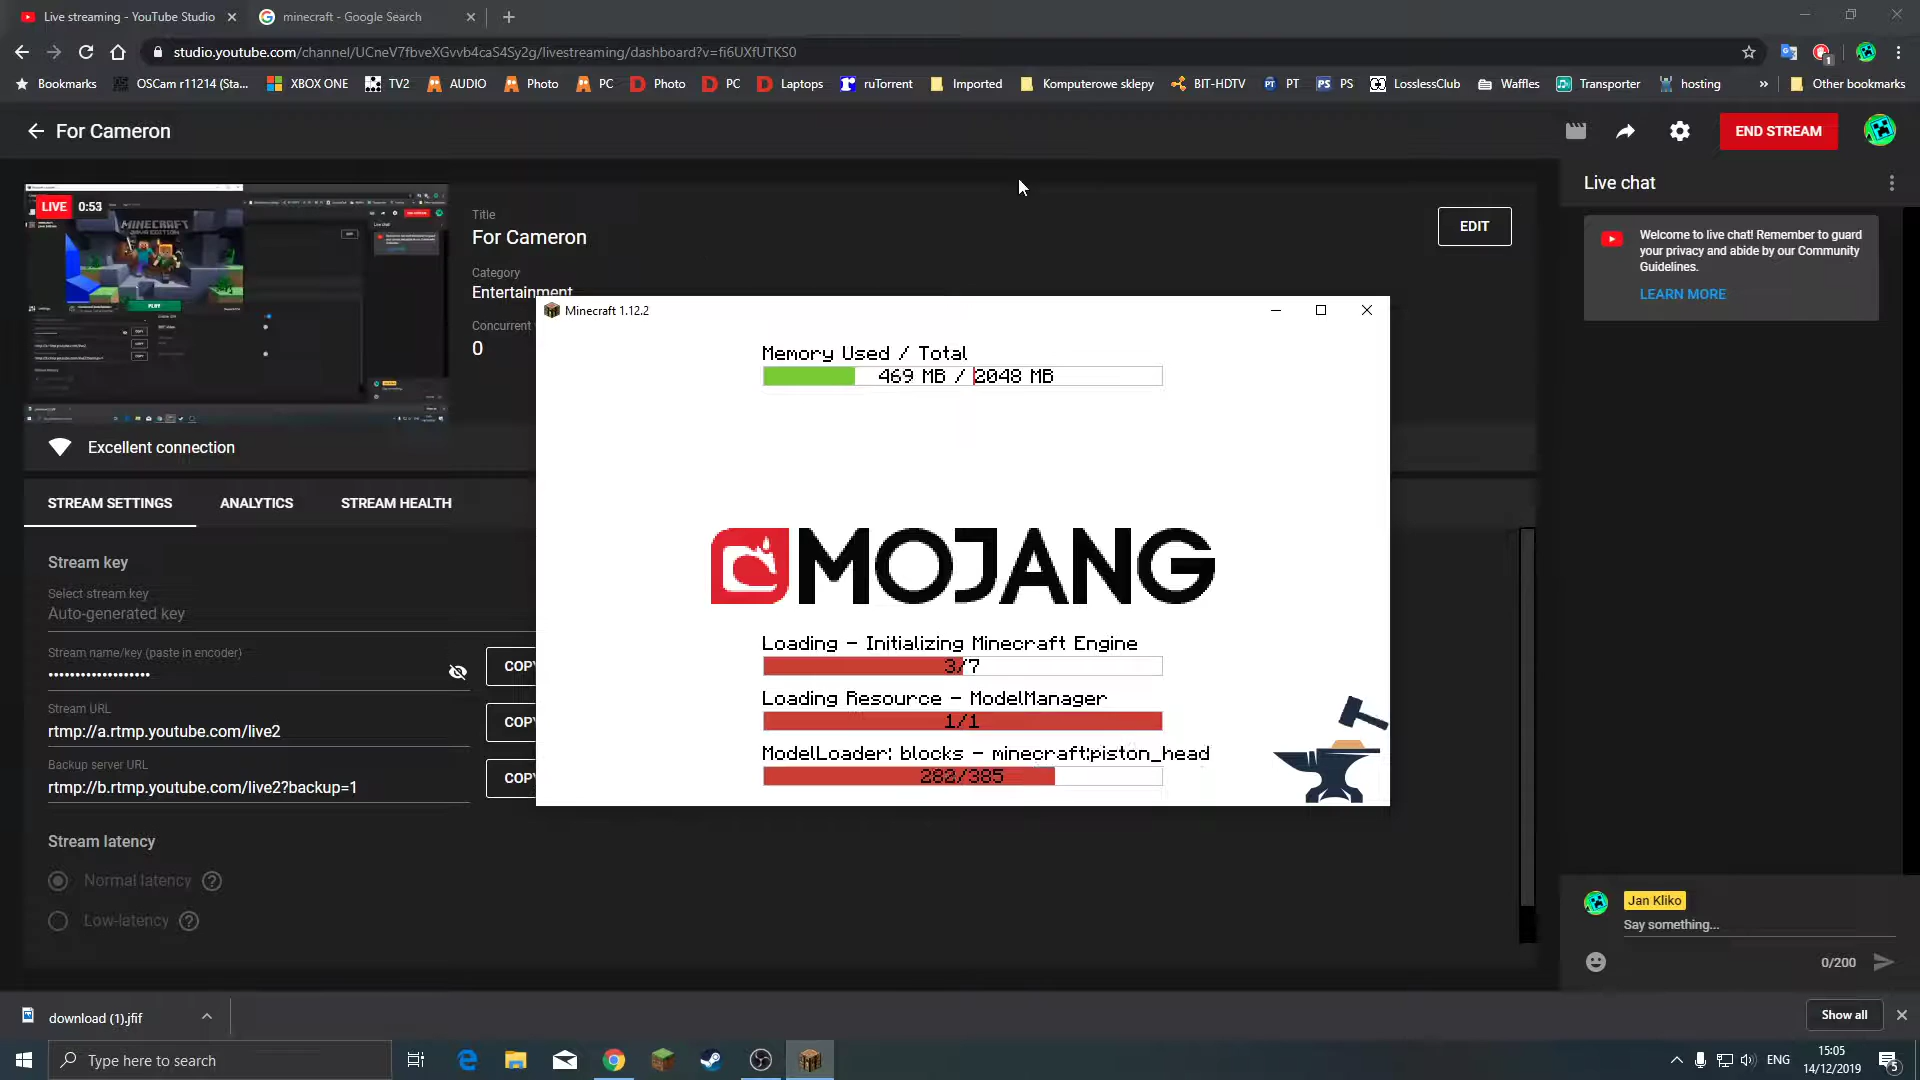 Live streaming - YouTube Studio
minecraft - Google Search
studio.youtube.com/channel/UCneV7fbveXGvvb4caS4Sy2g/livestreaming/dashboard?v=fi6UXfUTKS0
Bookmarks
OSCam r11214 (Sta...
XBOX ONE
TV2
AUDIO
Photo
PC
Photo
PC
Laptops
ruTorrent
Imported
Komputerowe sklepy
BIT-HDTV
PT
PS
LosslessClub
Waffles
Transporter
hosting
»
Other bookmarks
For Cameron
END STREAM
LIVE 0:53
MINECRAFT
PLAY
Title
For Cameron
Category
Entertainment
Concurrent
0
EDIT
Live chat
Welcome to live chat! Remember to guard
your privacy and abide by our Community
Guidelines.
LEARN MORE
Excellent connection
STREAM SETTINGS
ANALYTICS
STREAM HEALTH
Minecraft 1.12.2
Memory Used / Total
469 MB / 2048 MB
MOJANG
Loading - Initializing Minecraft Engine
3/7
Loading Resource - ModelManager
1/1
ModelLoader: blocks - minecraft:piston_head
282/385
Stream key
Select stream key
Auto-generated key
Stream name/key (paste in encoder)
•••••••••••••••••••
COPY
Stream URL
rtmp://a.rtmp.youtube.com/live2
COPY
Backup server URL
rtmp://b.rtmp.youtube.com/live2?backup=1
COPY
Stream latency
Normal latency
Low-latency
Jan Kliko
Say something...
0/200
download (1).jfif
Show all
Type here to search
ENG
15:05
14/12/2019
5